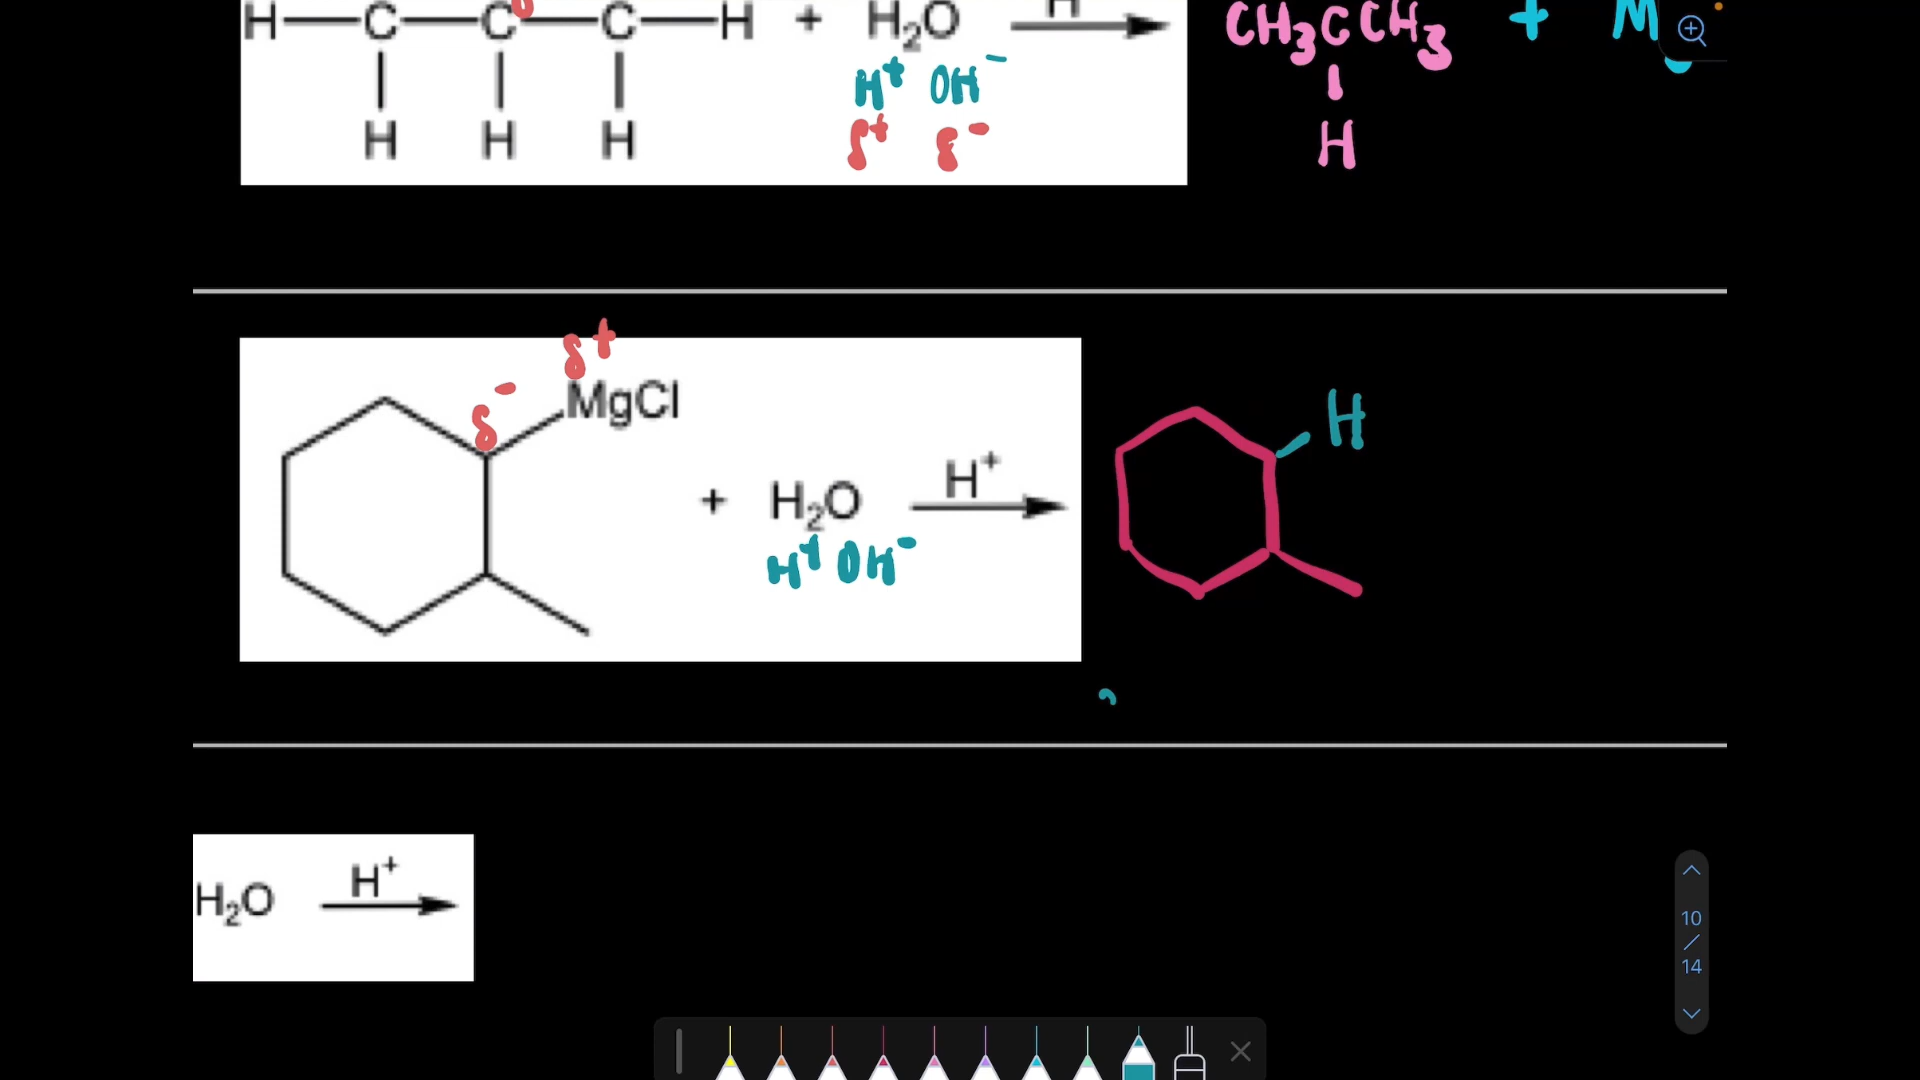 H—C—C—C—H + H₂O H CH₃CCH₃ + M
H⁺ OH⁻
H H H δ⁺ δ⁻ H
δ⁺
δ⁻ MgCl H
+ H₂O H⁺
H⁺ OH⁻
H₂O H⁺
10
/
14